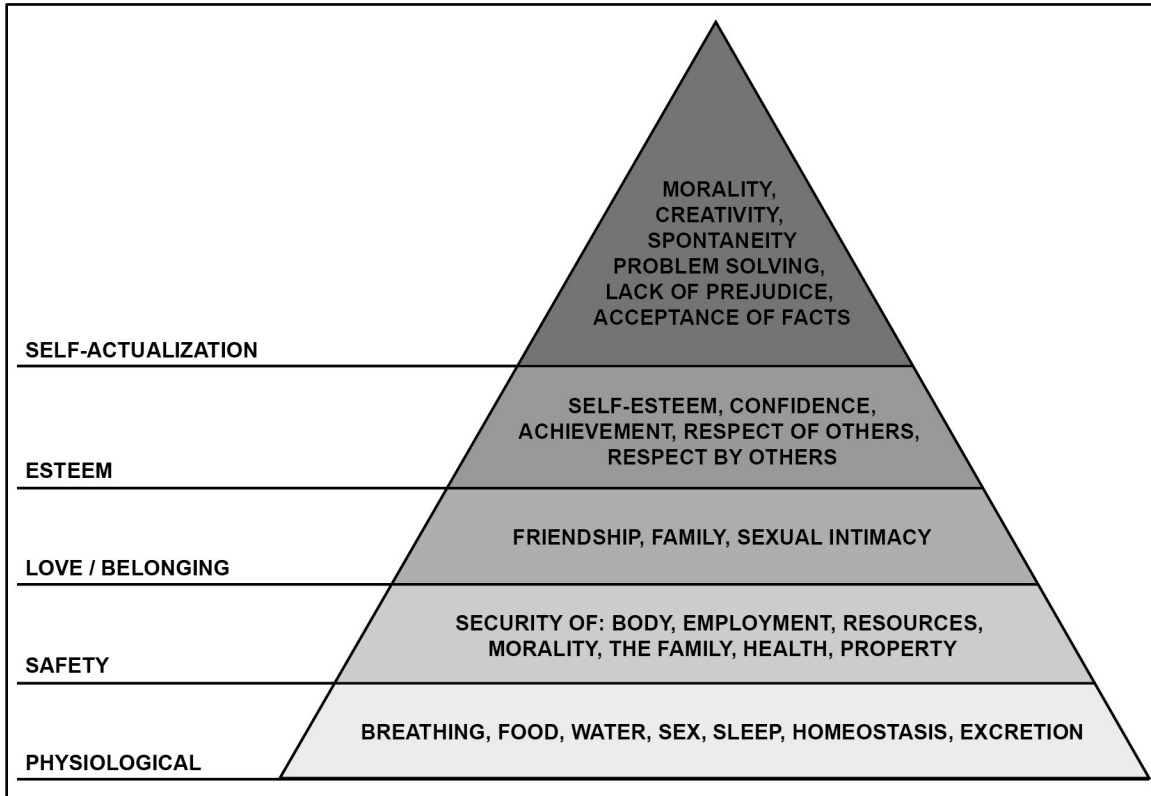 MORALITY,
CREATIVITY,
SPONTANEITY
PROBLEM SOLVING,
LACK OF PREJUDICE,
ACCEPTANCE OF FACTS
SELF-ACTUALIZATION
SELF-ESTEEM, CONFIDENCE,
ACHIEVEMENT, RESPECT OF OTHERS,
RESPECT BY OTHERS
ESTEEM
FRIENDSHIP, FAMILY, SEXUAL INTIMACY
LOVE / BELONGING
SECURITY OF: BODY, EMPLOYMENT, RESOURCES,
MORALITY, THE FAMILY, HEALTH, PROPERTY
SAFETY
BREATHING, FOOD, WATER, SEX, SLEEP, HOMEOSTASIS, EXCRETION
PHYSIOLOGICAL